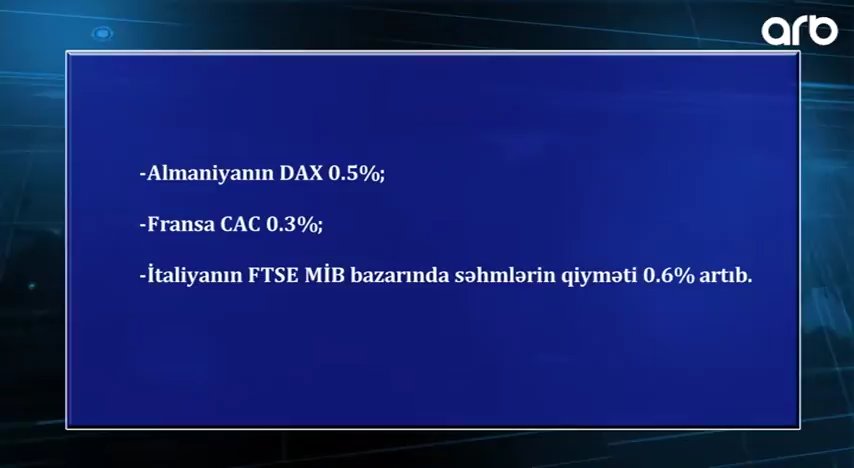 arb
-Almaniyanın DAX 0.5%;
-Fransa CAC 0.3%;
-İtaliyanın FTSE MİB bazarında səhmlərin qiyməti 0.6% artıb.